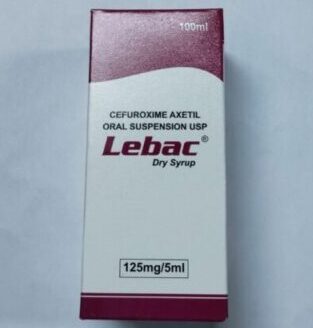 100ml
CEFUROXIME AXETIL
ORAL SUSPENSION USP
Lebac®
Dry Syrup
125mg/5ml